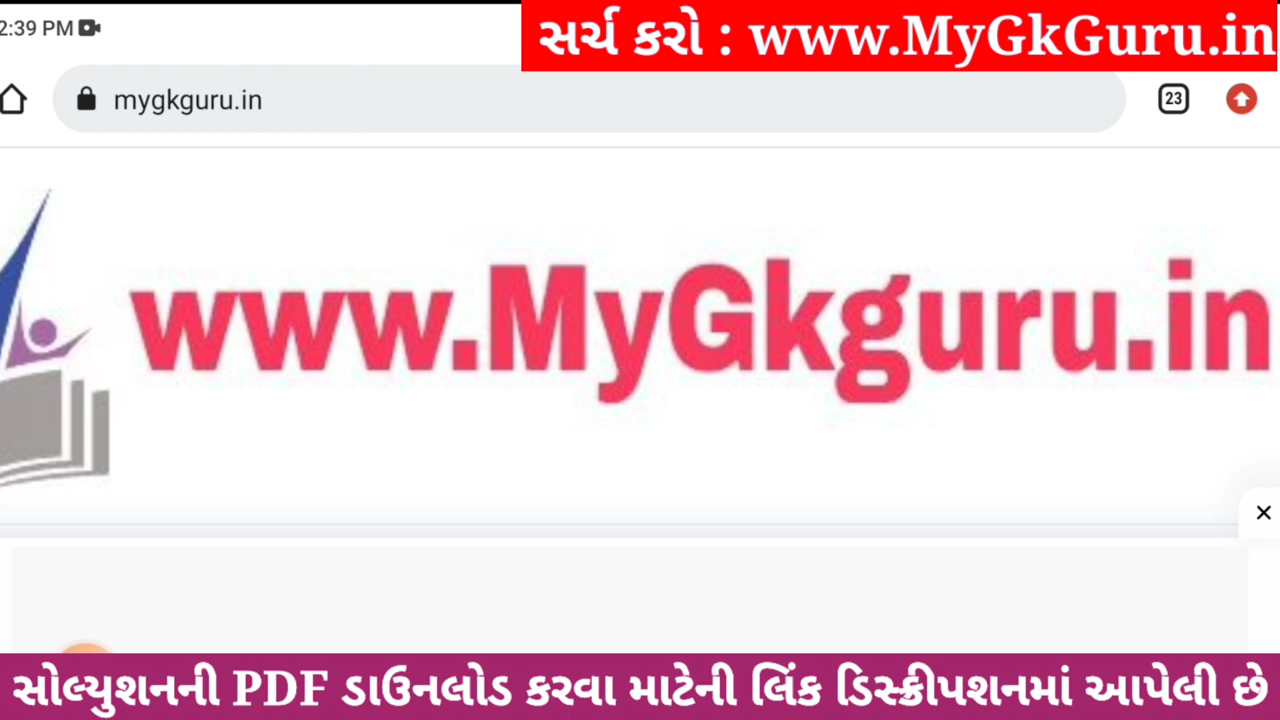 સર્ચ કરો : www.MyGkGuru.in
2:39 PM
mygkguru.in
23
www.MyGkguru.in
સોલ્યુશનની PDF ડાઉનલોડ કરવા માટેની લિંક ડિસ્ક્રીપશનમાં આપેલી છે